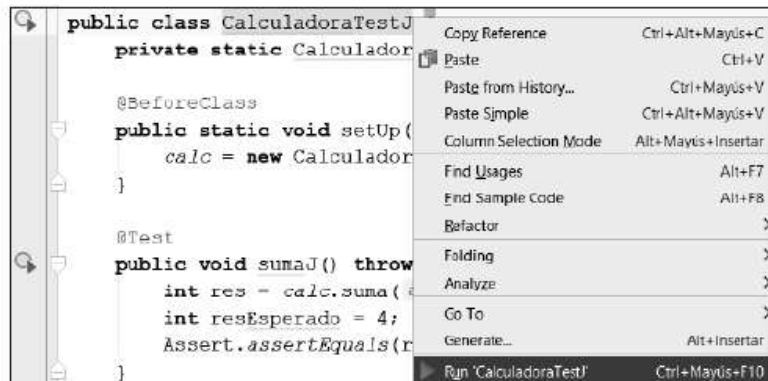 public class CalculadoraTestJ
private static Calculador
@BeforeClass
public static void setUp(
calc = new Calculador
}
@Test
public void sumaJ() throw
int res = calc.suma(
int resEsperado = 4;
Assert.assertEquals(r
}
Copy Reference Ctrl+Alt+Mayús+C
Paste Ctrl+V
Paste from History... Ctrl+Mayús+V
Paste Simple Ctrl+Alt+Mayús+V
Column Selection Mode Alt+Mayús+Insertar
Find Usages Alt+F7
Find Sample Code Alt+F8
Refactor
Folding
Analyze
Go To
Generate... Alt+Insertar
Run 'CalculadoraTestJ' Ctrl+Mayús+F10